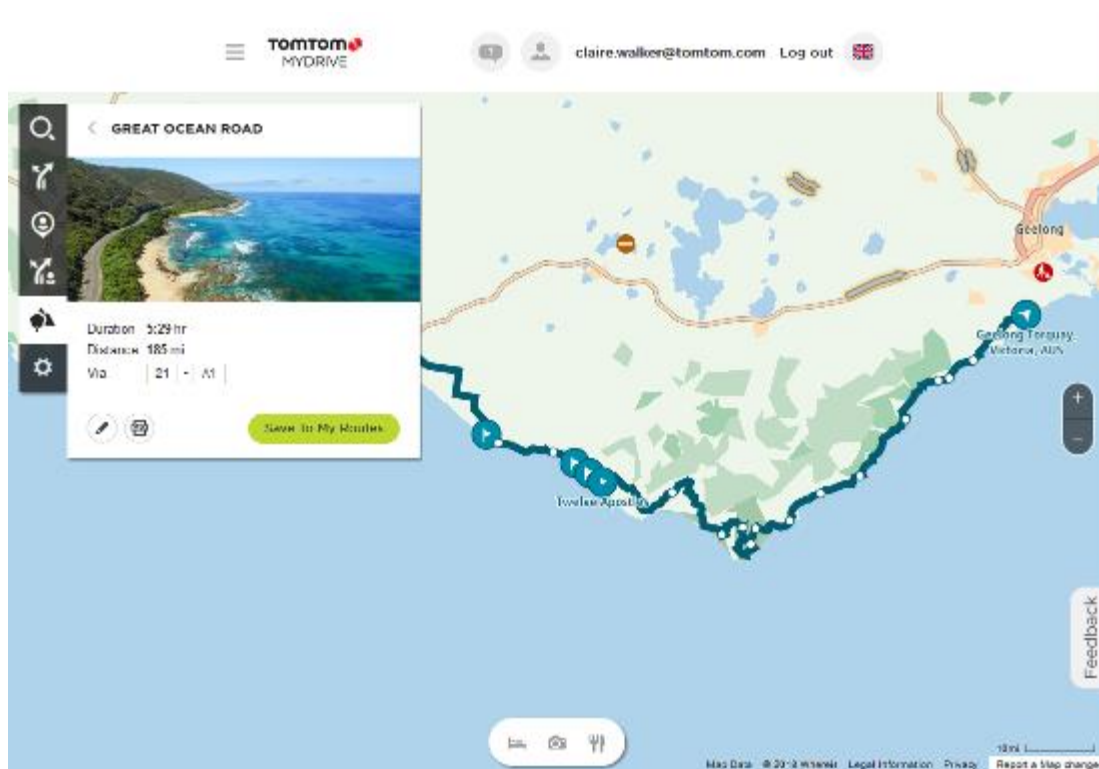 TOMTOM
MYDRIVE
claire.walker@tomtom.com Log out
GREAT OCEAN ROAD
Duration 5:29 hr
Distance 185 mi
Via 21 - A1
Save To My Routes
Geelong
Geelong Torquay,
Victoria, AUS
Twelve Apostles
+
-
Feedback
10mi
Map Data Legal Information Privacy Report a Map change